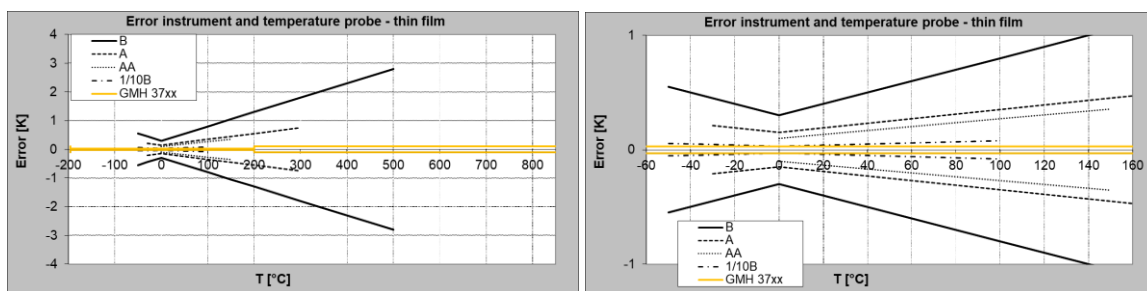 Error instrument and temperature probe - thin film
B
A
AA
1/10B
GMH 37xx
Error [K]
4
3
2
1
0
-1
-2
-3
-4
-200 -100 0 100 200 300 400 500 600 700 800
T [°C]
Error instrument and temperature probe - thin film
Error [K]
1
0
-1
-60 -40 -20 0 20 40 60 80 100 120 140 160
B
A
AA
1/10B
GMH 37xx
T [°C]